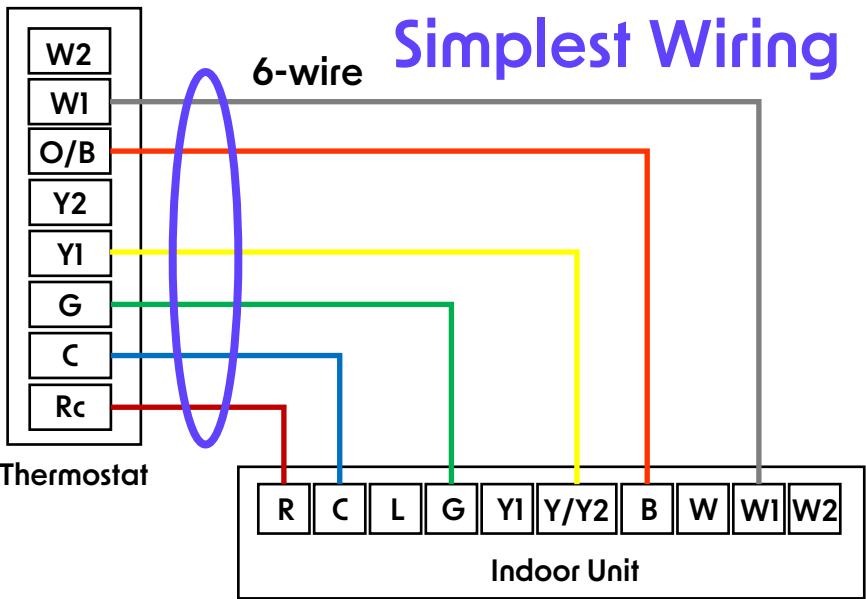 Simplest Wiring
6-wire
W2
W1
O/B
Y2
Y1
G
C
Rc
Thermostat
R C L G Y1 Y/Y2 B W W1 W2
Indoor Unit